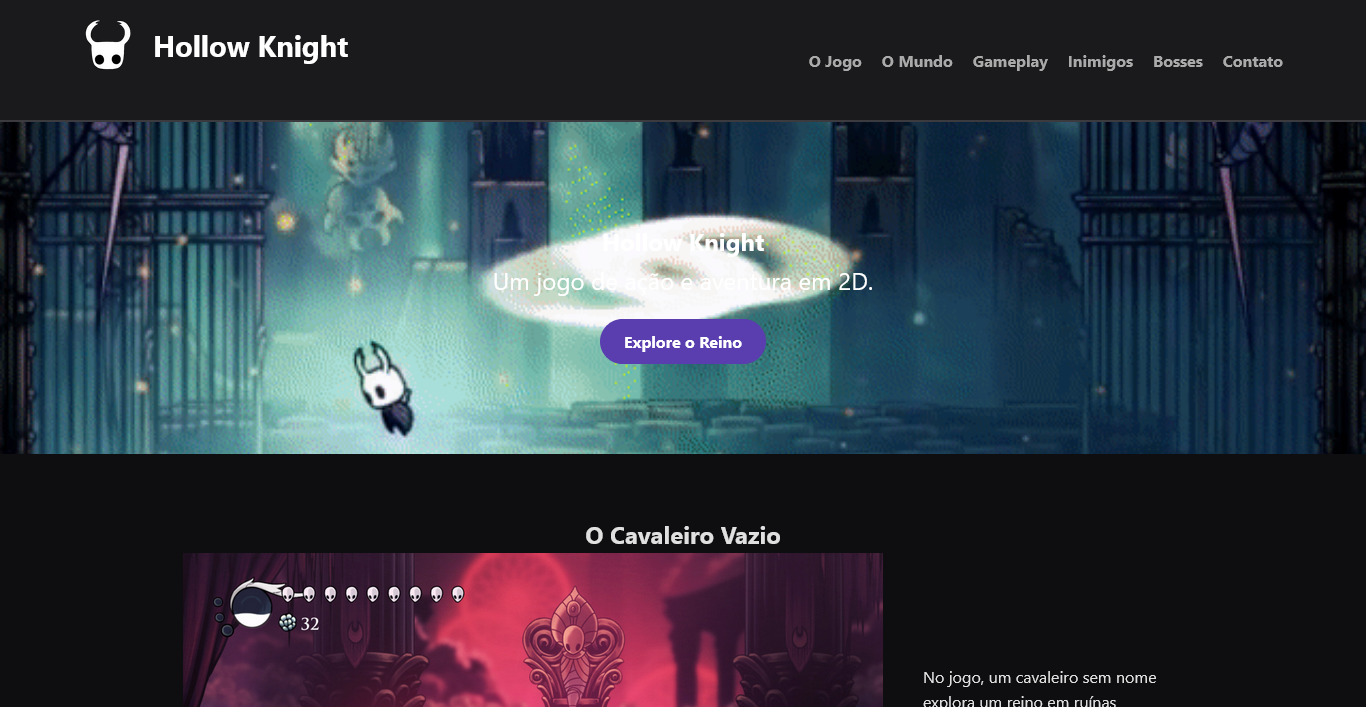 Hollow Knight
O Jogo O Mundo Gameplay Inimigos Bosses Contato
Hollow Knight
Um jogo de ação e aventura em 2D.
Explore o Reino
O Cavaleiro Vazio
32
No jogo, um cavaleiro sem nome
explora um reino em ruínas